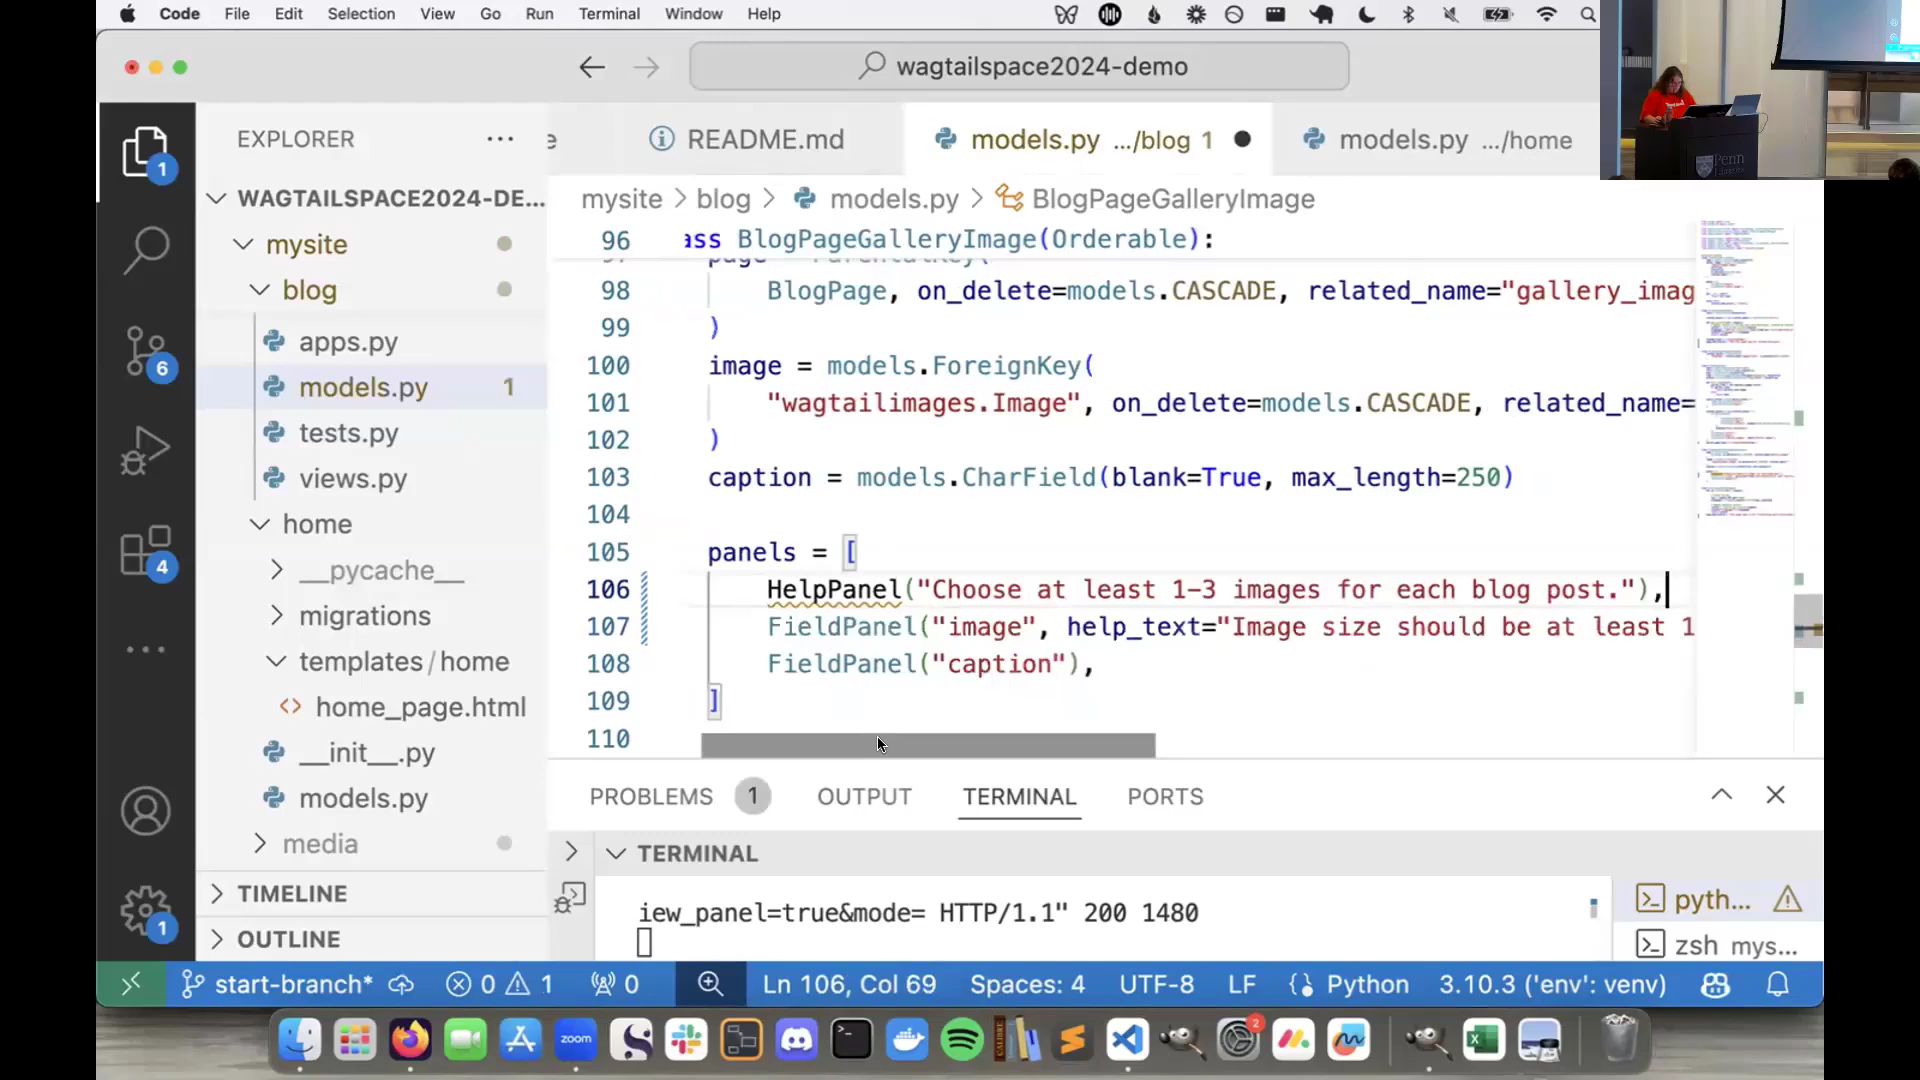 Code File Edit Selection View Go Run Terminal Window Help
wagtailspace2024-demo
EXPLORER
e
README.md
models.py .../blog 1
models.py .../home
WAGTAILSPACE2024-DE...
mysite
blog
apps.py
models.py 1
tests.py
views.py
home
__pycache__
migrations
templates / home
home_page.html
__init__.py
models.py
media
TIMELINE
OUTLINE
1
6
4
1
mysite > blog > models.py > BlogPageGalleryImage
96 ass BlogPageGalleryImage(Orderable):
98 BlogPage, on_delete=models.CASCADE, related_name="gallery_imag
99 )
100 image = models.ForeignKey(
101 "wagtailimages.Image", on_delete=models.CASCADE, related_name=
102 )
103 caption = models.CharField(blank=True, max_length=250)
104
105 panels = [
106 HelpPanel("Choose at least 1-3 images for each blog post."),
107 FieldPanel("image", help_text="Image size should be at least 1
108 FieldPanel("caption"),
109 ]
110
PROBLEMS 1 OUTPUT TERMINAL PORTS
TERMINAL
iew_panel=true&mode= HTTP/1.1" 200 1480
pyth...
zsh mys...
start-branch* 0 1 0 Ln 106, Col 69 Spaces: 4 UTF-8 LF Python 3.10.3 ('env': venv)
zoom
2
Penn